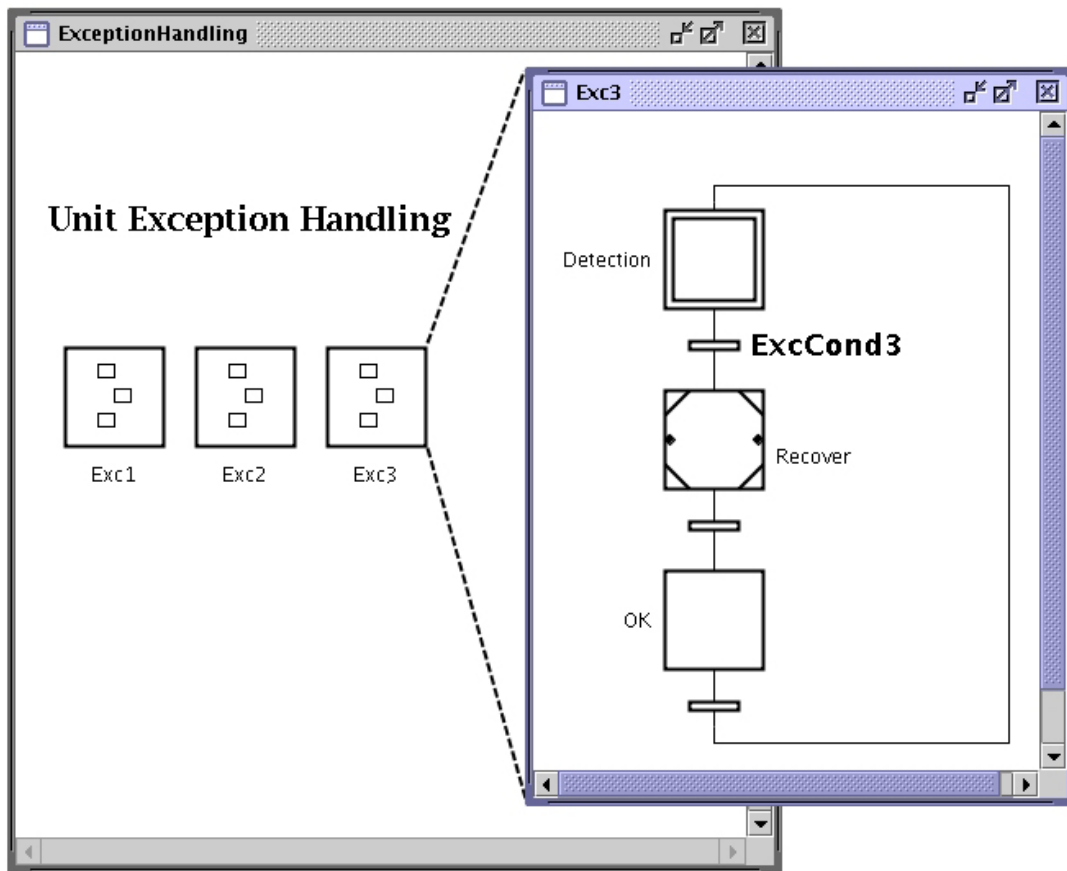 ExceptionHandling
Unit Exception Handling
Exc1
Exc2
Exc3
Exc3
Detection
ExcCond3
Recover
OK